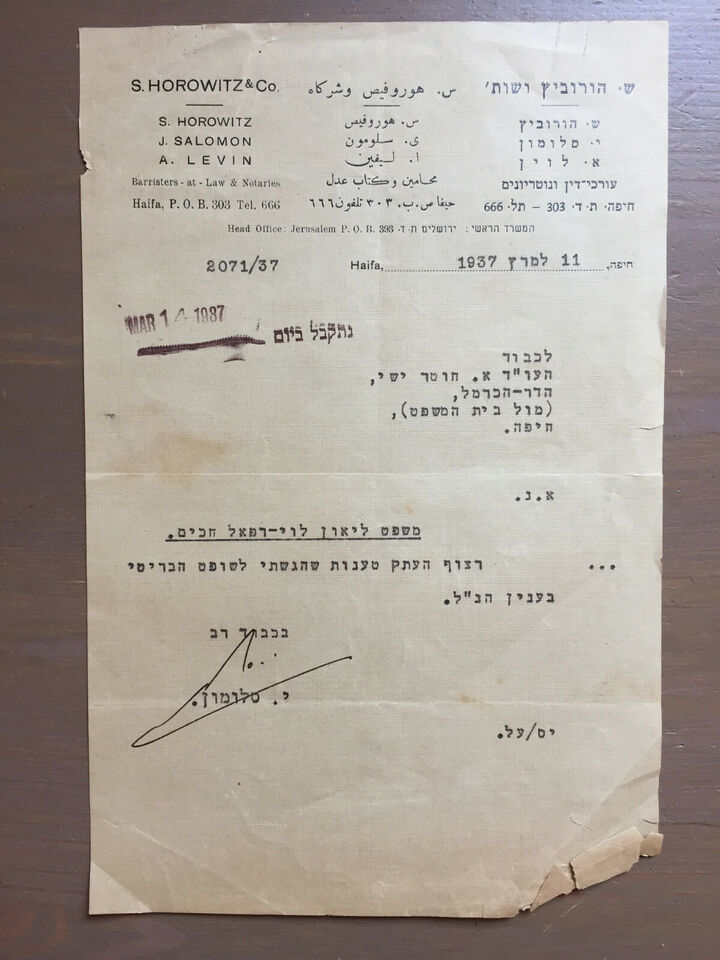 S. HOROWITZ & Co.
S. HOROWITZ
J. SALOMON
A. LEVIN
Barristers - at - Law & Notaries
Haifa, P. O. B. 303 Tel. 666
س. هوروفيص وشركاه
س. هوروفيص
ى. سلومون
ا. ليفين
محامين وكتاب عدل
حيفا ص. ب. ٣٠٣ تلفون ٦٦٦
ש. הורוביץ ושות'
ש. הורוביץ
י. סלומון
א. לוין
עורכי-דין ונוטריונים
חיפה, ת. ד. 303 - תל. 666
Head Office: Jerusalem P. O. B. 393 המשרד הראשי: ירושלים ת. ד.
2071/37
Haifa, 11 למרץ 1937 חיפה,
MAR 14 1937
נתקבל ביום
לכבוד
העו"ד א. חוטר ישי,
הדר-הכרמל,
(מול בית המשפט),
חיפה.
א.נ.
משפט ליאון לוי-רפאל חכים.
... רצוף העתק טענות שהגשתי לשופט הבריטי
בענין הנ"ל.
בכבוד רב
י. סלומון.
יס/על.